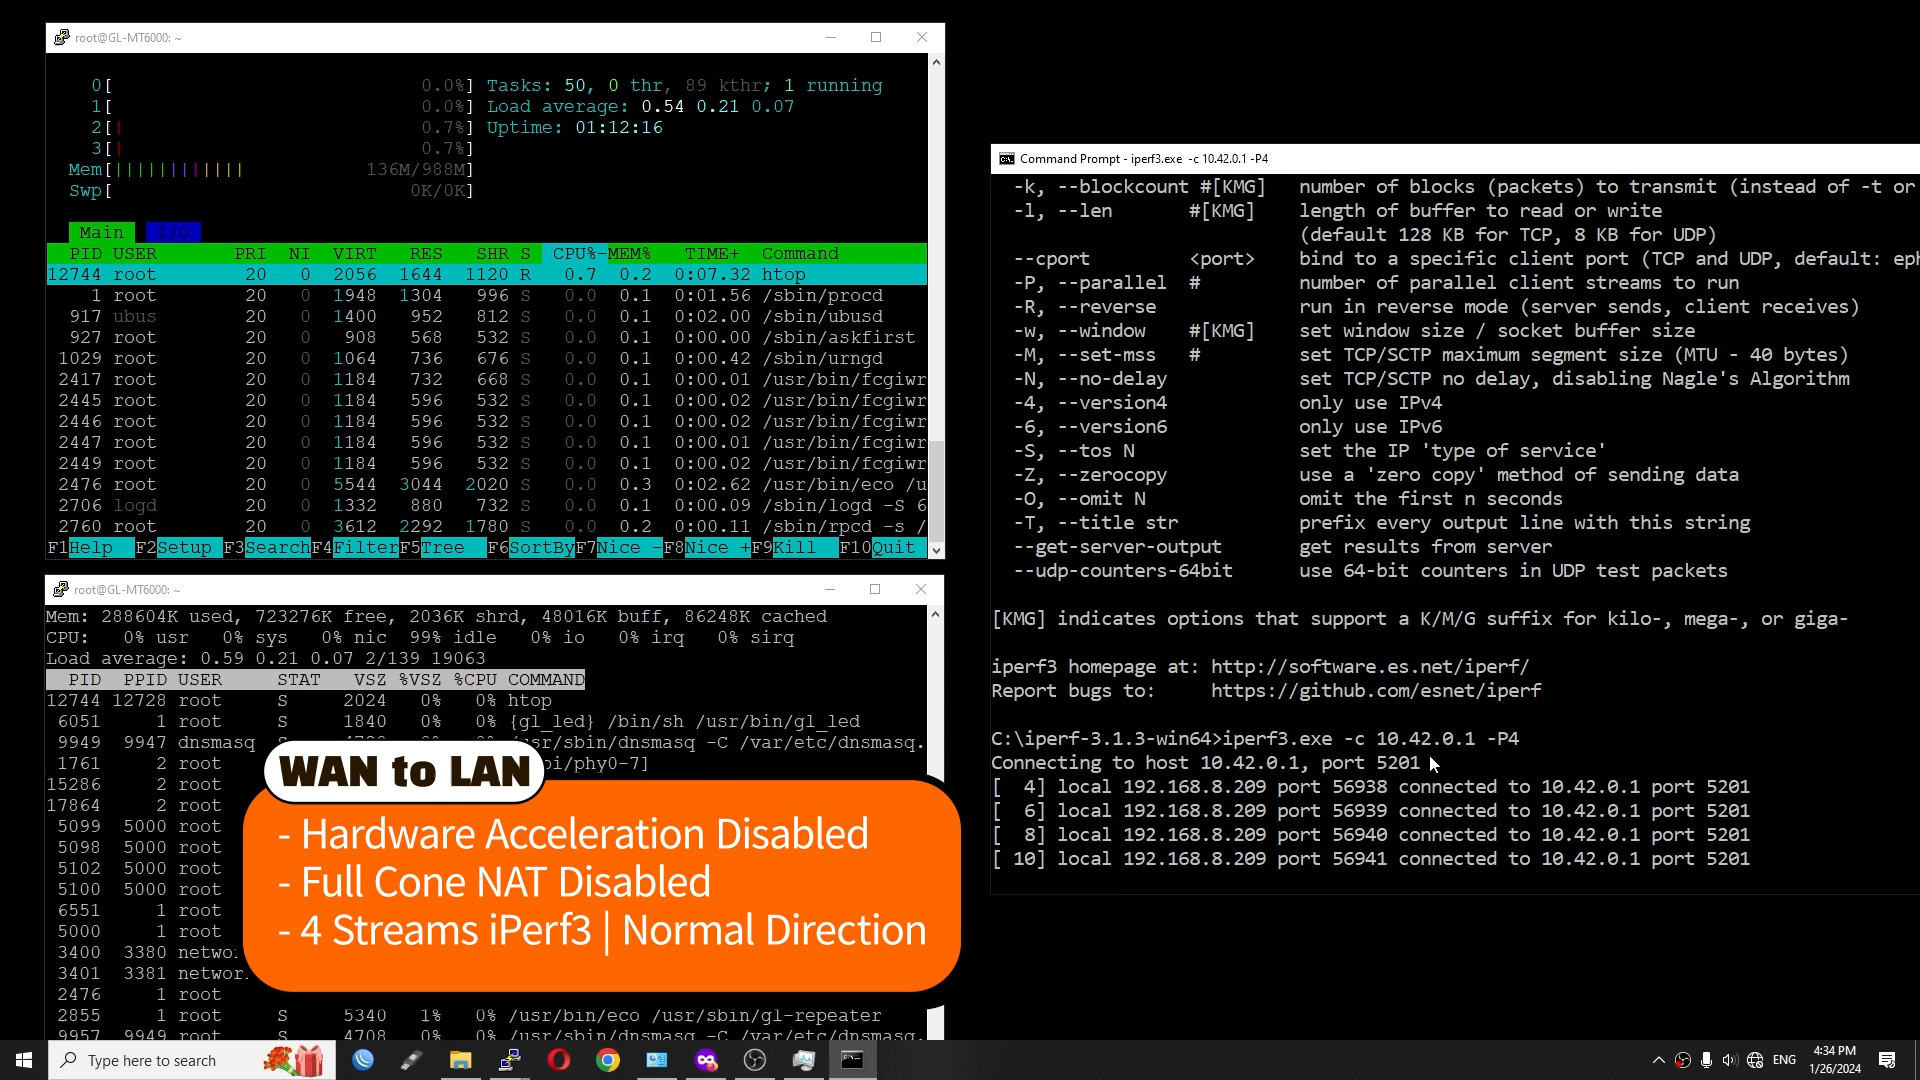 root@GL-MT6000: ~
0[ 0.0%] Tasks: 50, 0 thr, 89 kthr; 1 running
1[ 0.0%] Load average: 0.54 0.21 0.07
2[| 0.7%] Uptime: 01:12:16
3[| 0.7%]
Mem[|||||||||||| 136M/988M]
Swp[ 0K/0K]
Main I/O
PID USER PRI NI VIRT RES SHR S CPU%-MEM% TIME+ Command
12744 root 20 0 2056 1644 1120 R 0.7 0.2 0:07.32 htop
1 root 20 0 1948 1304 996 S 0.0 0.1 0:01.56 /sbin/procd
917 ubus 20 0 1400 952 812 S 0.0 0.1 0:02.00 /sbin/ubusd
927 root 20 0 908 568 532 S 0.0 0.1 0:00.00 /sbin/askfirst
1029 root 20 0 1064 736 676 S 0.0 0.1 0:00.42 /sbin/urngd
2417 root 20 0 1184 732 668 S 0.0 0.1 0:00.01 /usr/bin/fcgiwr
2445 root 20 0 1184 596 532 S 0.0 0.1 0:00.02 /usr/bin/fcgiwr
2446 root 20 0 1184 596 532 S 0.0 0.1 0:00.02 /usr/bin/fcgiwr
2447 root 20 0 1184 596 532 S 0.0 0.1 0:00.01 /usr/bin/fcgiwr
2449 root 20 0 1184 596 532 S 0.0 0.1 0:00.02 /usr/bin/fcgiwr
2476 root 20 0 5544 3044 2020 S 0.0 0.3 0:02.62 /usr/bin/eco /u
2706 logd 20 0 1332 880 732 S 0.0 0.1 0:00.09 /sbin/logd -S 6
2760 root 20 0 3612 2292 1780 S 0.0 0.2 0:00.11 /sbin/rpcd -s /
F1Help F2Setup F3SearchF4FilterF5Tree F6SortByF7Nice -F8Nice +F9Kill F10Quit
root@GL-MT6000: ~
Mem: 288604K used, 723276K free, 2036K shrd, 48016K buff, 86248K cached
CPU: 0% usr 0% sys 0% nic 99% idle 0% io 0% irq 0% sirq
Load average: 0.59 0.21 0.07 2/139 19063
PID PPID USER STAT VSZ %VSZ %CPU COMMAND
12744 12728 root S 2024 0% 0% htop
6051 1 root S 1840 0% 0% {gl_led} /bin/sh /usr/bin/gl_led
9949 9947 dnsmasq /usr/sbin/dnsmasq -C /var/etc/dnsmasq.
1761 2 root pi/phy0-7]
15286 2 root
17864 2 root
5099 5000 root
5098 5000 root
5102 5000 root
5100 5000 root
6551 1 root
5000 1 root
3400 3380 networ
3401 3381 networ
2476 1 root
2855 1 root S 5340 1% 0% /usr/bin/eco /usr/sbin/gl-repeater
9957 9949 root S 4708 0% 0% /usr/sbin/dnsmasq -C /var/etc/dnsmasq.
WAN to LAN
- Hardware Acceleration Disabled
- Full Cone NAT Disabled
- 4 Streams iPerf3 | Normal Direction
Command Prompt - iperf3.exe -c 10.42.0.1 -P4
-k, --blockcount #[KMG] number of blocks (packets) to transmit (instead of -t or
-l, --len #[KMG] length of buffer to read or write
(default 128 KB for TCP, 8 KB for UDP)
--cport <port> bind to a specific client port (TCP and UDP, default: eph
-P, --parallel # number of parallel client streams to run
-R, --reverse run in reverse mode (server sends, client receives)
-w, --window #[KMG] set window size / socket buffer size
-M, --set-mss # set TCP/SCTP maximum segment size (MTU - 40 bytes)
-N, --no-delay set TCP/SCTP no delay, disabling Nagle's Algorithm
-4, --version4 only use IPv4
-6, --version6 only use IPv6
-S, --tos N set the IP 'type of service'
-Z, --zerocopy use a 'zero copy' method of sending data
-O, --omit N omit the first n seconds
-T, --title str prefix every output line with this string
--get-server-output get results from server
--udp-counters-64bit use 64-bit counters in UDP test packets
[KMG] indicates options that support a K/M/G suffix for kilo-, mega-, or giga-
iperf3 homepage at: http://software.es.net/iperf/
Report bugs to: https://github.com/esnet/iperf
C:\iperf-3.1.3-win64>iperf3.exe -c 10.42.0.1 -P4
Connecting to host 10.42.0.1, port 5201
[ 4] local 192.168.8.209 port 56938 connected to 10.42.0.1 port 5201
[ 6] local 192.168.8.209 port 56939 connected to 10.42.0.1 port 5201
[ 8] local 192.168.8.209 port 56940 connected to 10.42.0.1 port 5201
[ 10] local 192.168.8.209 port 56941 connected to 10.42.0.1 port 5201
Type here to search
ENG
4:34 PM
1/26/2024